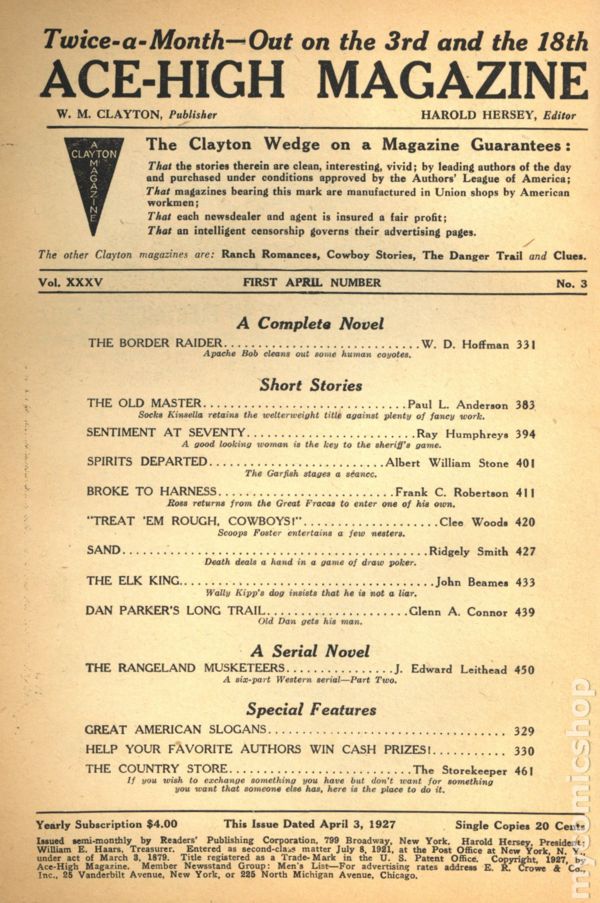 Twice-a-Month—Out on the 3rd and the 18th
ACE-HIGH MAGAZINE
W. M. CLAYTON, Publisher HAROLD HERSEY, Editor
A CLAYTON MAGAZINE
The Clayton Wedge on a Magazine Guarantees:
That the stories therein are clean, interesting, vivid; by leading authors of the day
and purchased under conditions approved by the Authors' League of America;
That magazines bearing this mark are manufactured in Union shops by American
workmen;
That each newsdealer and agent is insured a fair profit;
That an intelligent censorship governs their advertising pages.
The other Clayton magazines are: Ranch Romances, Cowboy Stories, The Danger Trail and Clues.
Vol. XXXV FIRST APRIL NUMBER No. 3
A Complete Novel
THE BORDER RAIDER............................W. D. Hoffman 331
Apache Bob cleans out some human coyotes.
Short Stories
THE OLD MASTER............................Paul L. Anderson 383
Socks Kinsella retains the welterweight title against plenty of fancy work.
SENTIMENT AT SEVENTY........................Ray Humphreys 394
A good looking woman is the key to the sheriff's game.
SPIRITS DEPARTED........................Albert William Stone 401
The Garfish stages a séance.
BROKE TO HARNESS........................Frank C. Robertson 411
Ross returns from the Great Fracas to enter one of his own.
"TREAT 'EM ROUGH, COWBOYS!"...................Clee Woods 420
Scoops Foster entertains a few nesters.
SAND..........................................Ridgely Smith 427
Death deals a hand in a game of draw poker.
THE ELK KING...................................John Beames 433
Wally Kipp's dog insists that he is not a liar.
DAN PARKER'S LONG TRAIL....................Glenn A. Connor 439
Old Dan gets his man.
A Serial Novel
THE RANGELAND MUSKETEERS...............J. Edward Leithead 450
A six-part Western serial—Part Two.
Special Features
GREAT AMERICAN SLOGANS.................................... 329
HELP YOUR FAVORITE AUTHORS WIN CASH PRIZES!........... 330
THE COUNTRY STORE.........................The Storekeeper 461
If you wish to exchange something you have but don't want for something
you want that someone else has, here is the place to do it.
Yearly Subscription $4.00 This Issue Dated April 3, 1927 Single Copies 20 Cents
Issued semi-monthly by Readers' Publishing Corporation, 799 Broadway, New York. Harold Hersey, President;
William E. Haars, Treasurer. Entered as second-class matter July 8, 1921, at the Post Office at New York, N. Y.,
under act of March 3, 1879. Title registered as a Trade-Mark in the U. S. Patent Office. Copyright, 1927, by
Ace-High Magazine. Member Newsstand Group: Men's List—For advertising rates address E. R. Crowe & Co.,
Inc., 25 Vanderbilt Avenue, New York, or 225 North Michigan Avenue, Chicago.
mycomicshop